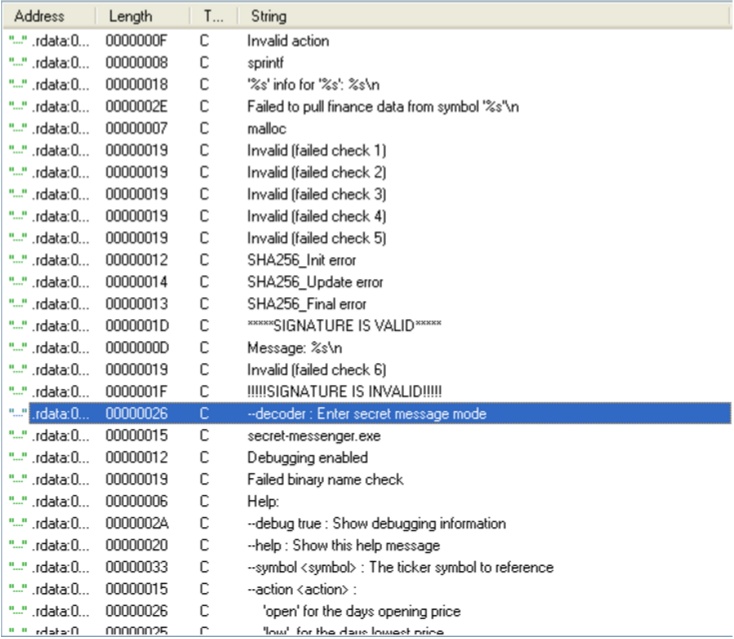 Address Length T... String
"..." .rdata:0... 0000000F C Invalid action
"..." .rdata:0... 00000008 C sprintf
"..." .rdata:0... 00000018 C '%s' info for '%s': %s\n
"..." .rdata:0... 0000002E C Failed to pull finance data from symbol '%s'\n
"..." .rdata:0... 00000007 C malloc
"..." .rdata:0... 00000019 C Invalid (failed check 1)
"..." .rdata:0... 00000019 C Invalid (failed check 2)
"..." .rdata:0... 00000019 C Invalid (failed check 3)
"..." .rdata:0... 00000019 C Invalid (failed check 4)
"..." .rdata:0... 00000019 C Invalid (failed check 5)
"..." .rdata:0... 00000012 C SHA256_Init error
"..." .rdata:0... 00000014 C SHA256_Update error
"..." .rdata:0... 00000013 C SHA256_Final error
"..." .rdata:0... 0000001D C *****SIGNATURE IS VALID*****
"..." .rdata:0... 0000000D C Message: %s\n
"..." .rdata:0... 00000019 C Invalid (failed check 6)
"..." .rdata:0... 0000001F C !!!!!SIGNATURE IS INVALID!!!!!
"..." .rdata:0... 00000026 C --decoder : Enter secret message mode
"..." .rdata:0... 00000015 C secret-messenger.exe
"..." .rdata:0... 00000012 C Debugging enabled
"..." .rdata:0... 00000019 C Failed binary name check
"..." .rdata:0... 00000006 C Help:
"..." .rdata:0... 0000002A C --debug true : Show debugging information
"..." .rdata:0... 00000020 C --help : Show this help message
"..." .rdata:0... 00000033 C --symbol <symbol> : The ticker symbol to reference
"..." .rdata:0... 00000015 C --action <action> :
"..." .rdata:0... 00000026 C 'open' for the days opening price
"..." .rdata:0... 00000025 C 'low' for the days lowest price